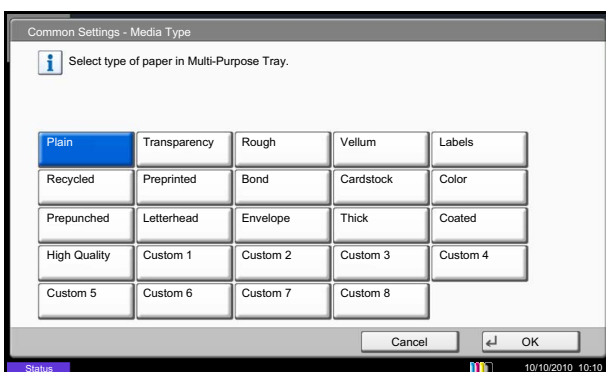 Common Settings - Media Type
Select type of paper in Multi-Purpose Tray.
Plain Transparency Rough Vellum Labels
Recycled Preprinted Bond Cardstock Color
Prepunched Letterhead Envelope Thick Coated
High Quality Custom 1 Custom 2 Custom 3 Custom 4
Custom 5 Custom 6 Custom 7 Custom 8
Cancel OK
Status 10/10/2010 10:10